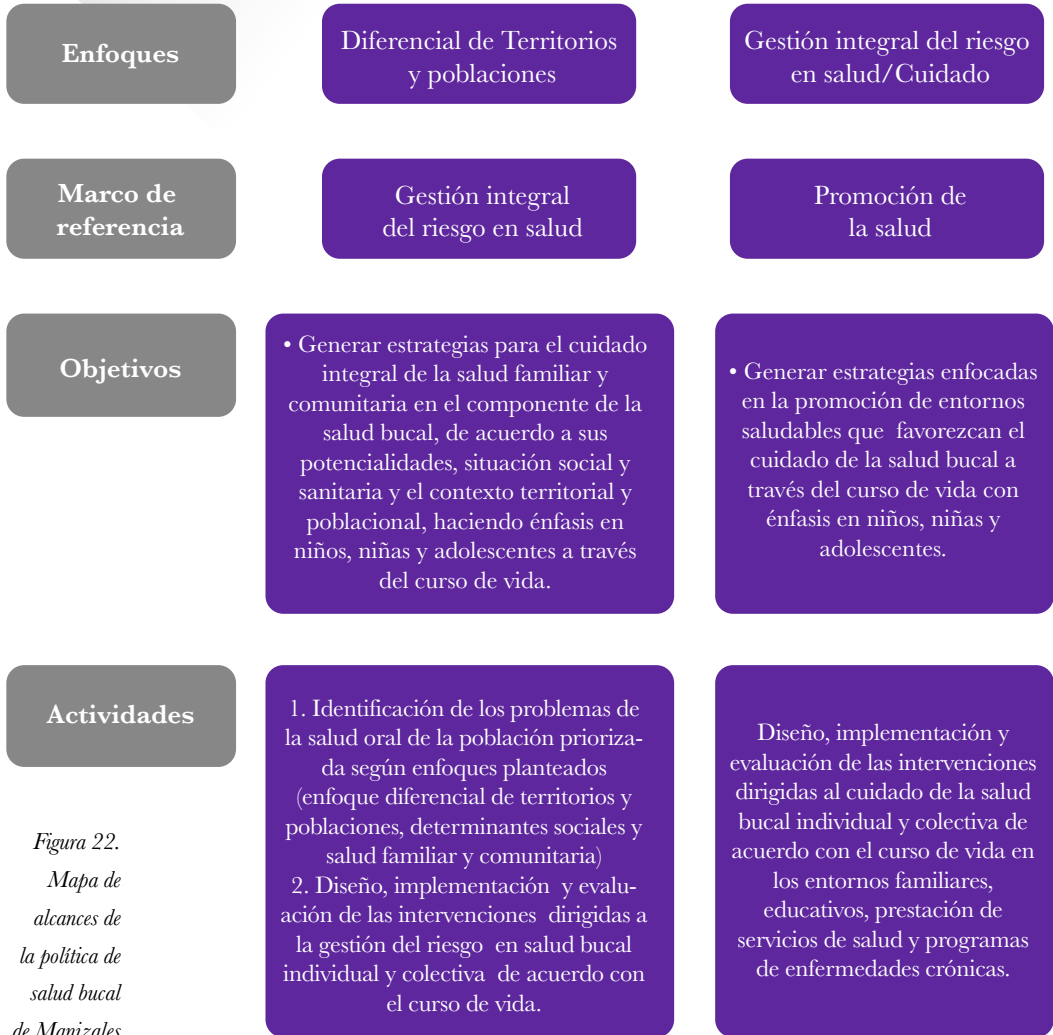 Enfoques
Diferencial de Territorios
y poblaciones
Gestión integral del riesgo
en salud/Cuidado
Marco de
referencia
Gestión integral
del riesgo en salud
Promoción de
la salud
Objetivos
• Generar estrategias para el cuidado
integral de la salud familiar y
comunitaria en el componente de la
salud bucal, de acuerdo a sus
potencialidades, situación social y
sanitaria y el contexto territorial y
poblacional, haciendo énfasis en
niños, niñas y adolescentes a través
del curso de vida.
• Generar estrategias enfocadas
en la promoción de entornos
saludables que favorezcan el
cuidado de la salud bucal a
través del curso de vida con
énfasis en niños, niñas y
adolescentes.
Actividades
1. Identificación de los problemas de
la salud oral de la población prioriza-
da según enfoques planteados
(enfoque diferencial de territorios y
poblaciones, determinantes sociales y
salud familiar y comunitaria)
2. Diseño, implementación y evalu-
ación de las intervenciones dirigidas a
la gestión del riesgo en salud bucal
individual y colectiva de acuerdo con
el curso de vida.
Diseño, implementación y
evaluación de las intervenciones
dirigidas al cuidado de la salud
bucal individual y colectiva de
acuerdo con el curso de vida en
los entornos familiares,
educativos, prestación de
servicios de salud y programas
de enfermedades crónicas.
Figura 22.
Mapa de
alcances de
la política de
salud bucal
de Manizales